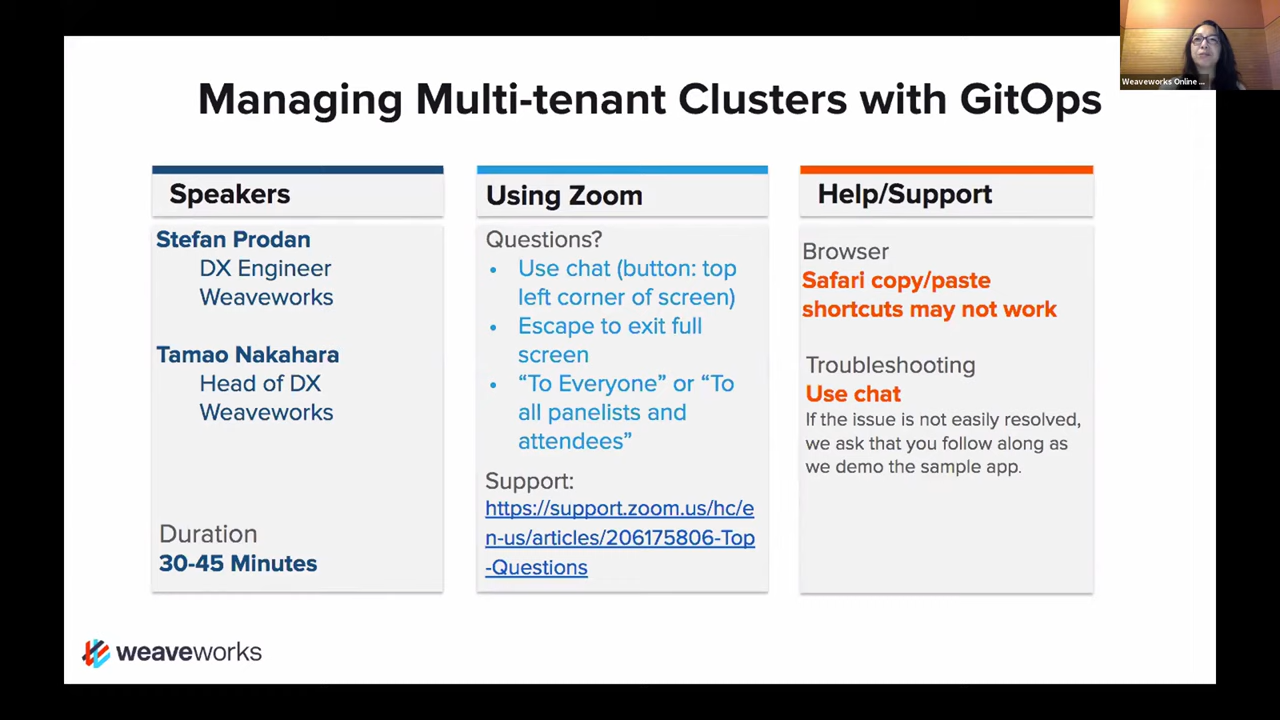 Managing Multi-tenant Clusters with GitOps
Weaveworks Online ...
Speakers
Stefan Prodan
DX Engineer
Weaveworks
Tamao Nakahara
Head of DX
Weaveworks
Duration
30-45 Minutes
Using Zoom
Questions?
• Use chat (button: top
left corner of screen)
• Escape to exit full
screen
• “To Everyone” or “To
all panelists and
attendees”
Support:
https://support.zoom.us/hc/e
n-us/articles/206175806-Top
-Questions
Help/Support
Browser
Safari copy/paste
shortcuts may not work
Troubleshooting
Use chat
If the issue is not easily resolved,
we ask that you follow along as
we demo the sample app.
weaveworks